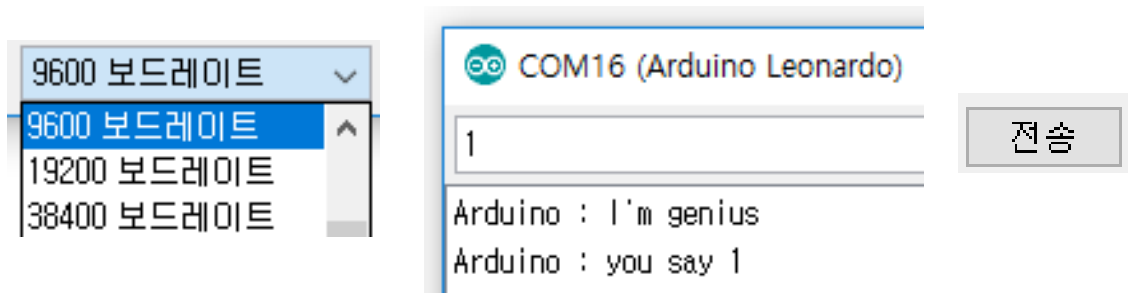 9600 보드레이트
9600 보드레이트
19200 보드레이트
38400 보드레이트
COM16 (Arduino Leonardo)
1
Arduino : I'm genius
Arduino : you say 1
전송